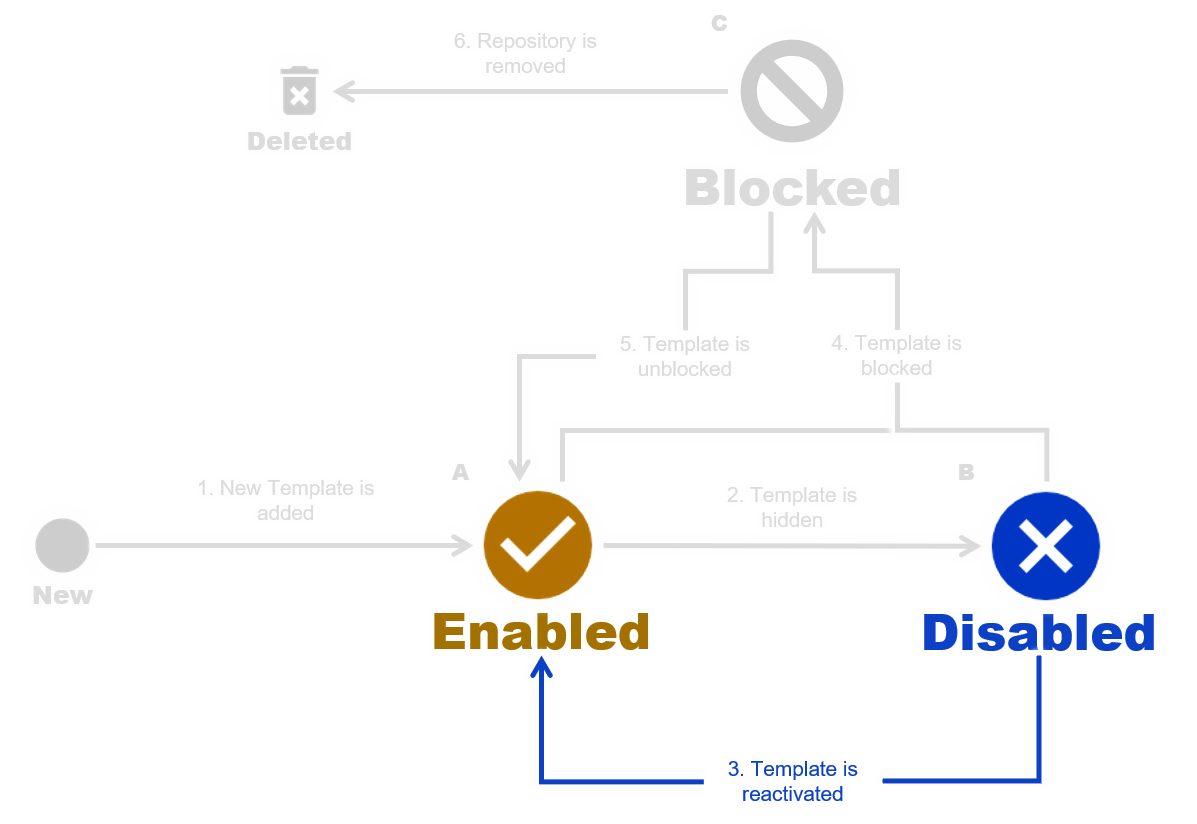 C
6. Repository is
removed
Deleted
Blocked
5. Template is
unblocked
4. Template is
blocked
A
B
1. New Template is
added
2. Template is
hidden
New
Enabled
Disabled
3. Template is
reactivated